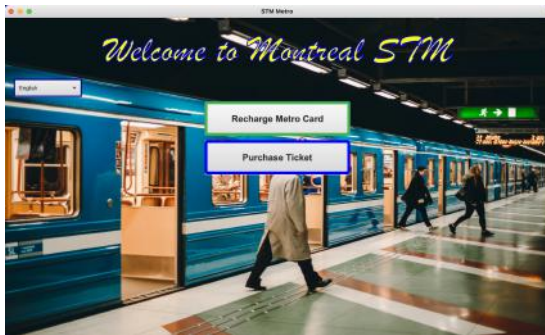 STM Metro
Welcome to Montreal STM
English
Recharge Metro Card
Purchase Ticket